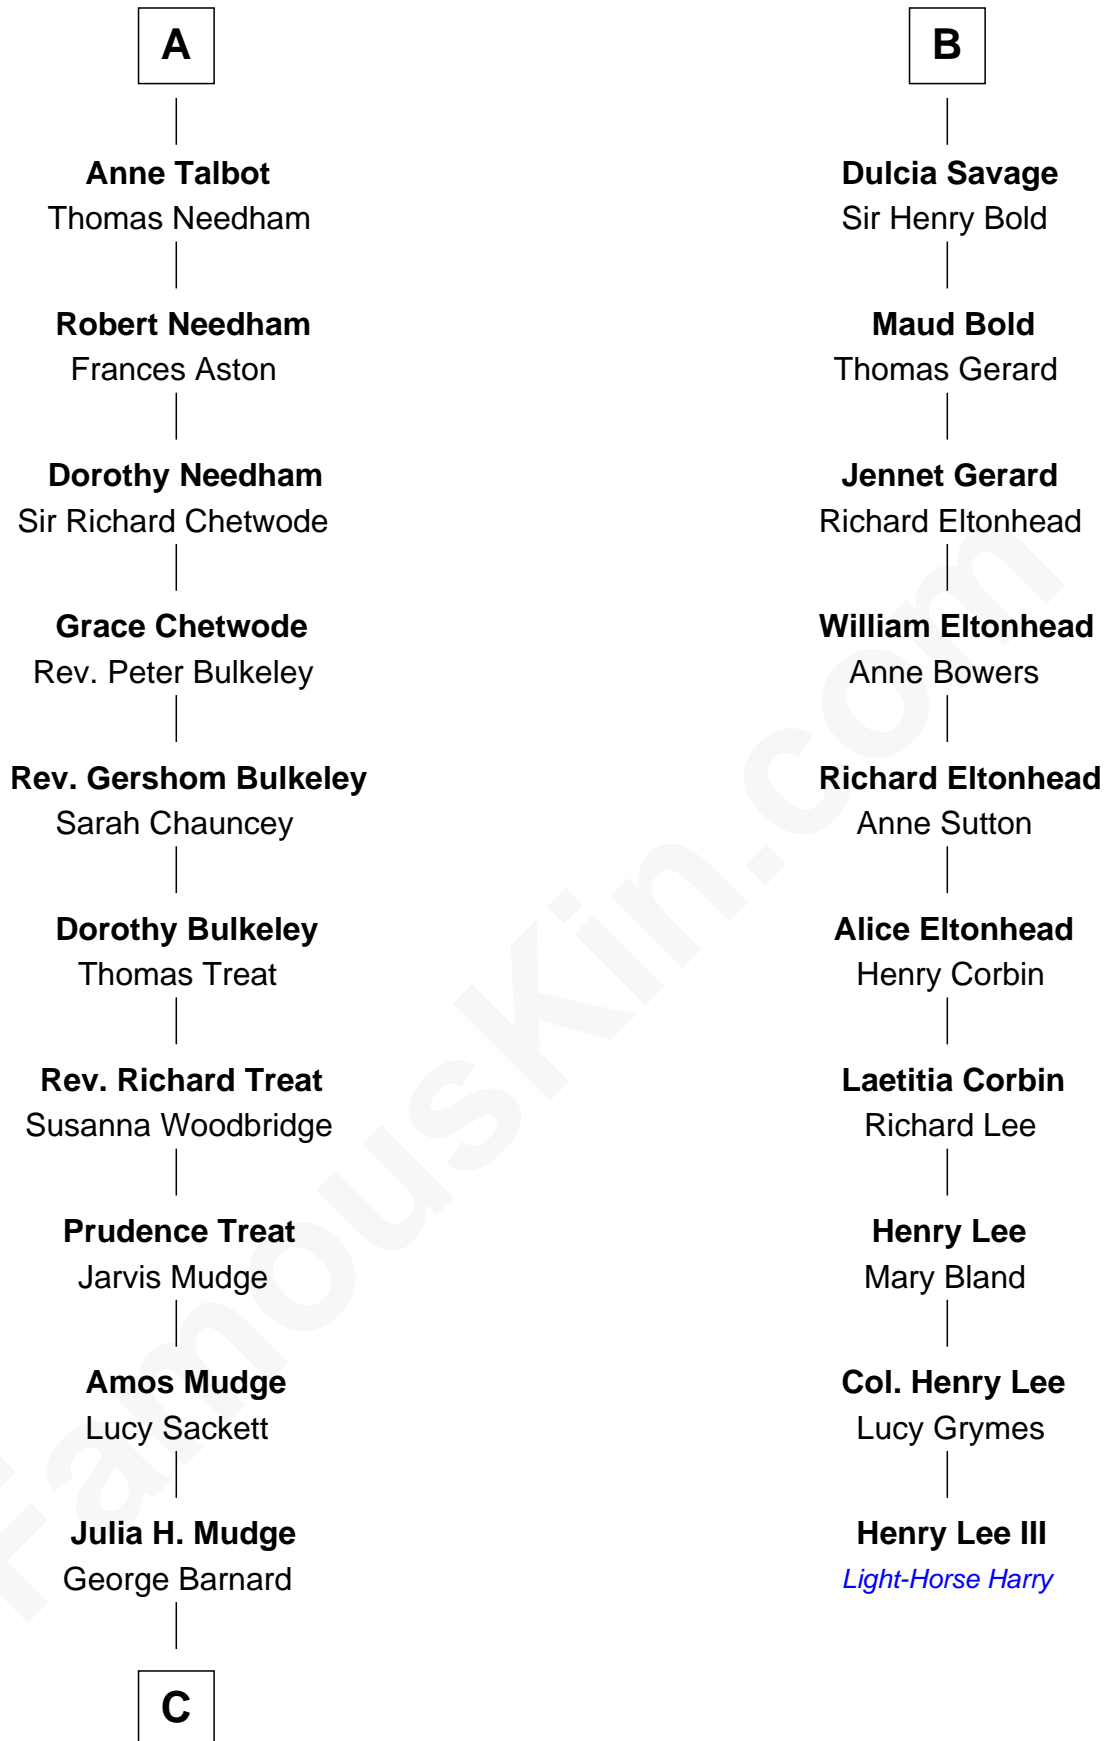 A
Anne Talbot
Thomas Needham
Robert Needham
Frances Aston
Dorothy Needham
Sir Richard Chetwode
Grace Chetwode
Rev. Peter Bulkeley
Rev. Gershom Bulkeley
Sarah Chauncey
Dorothy Bulkeley
Thomas Treat
Rev. Richard Treat
Susanna Woodbridge
Prudence Treat
Jarvis Mudge
Amos Mudge
Lucy Sackett
Julia H. Mudge
George Barnard
C
B
Dulcia Savage
Sir Henry Bold
Maud Bold
Thomas Gerard
Jennet Gerard
Richard Eltonhead
William Eltonhead
Anne Bowers
Richard Eltonhead
Anne Sutton
Alice Eltonhead
Henry Corbin
Laetitia Corbin
Richard Lee
Henry Lee
Mary Bland
Col. Henry Lee
Lucy Grymes
Henry Lee III
Light-Horse Harry
FamousKin.com